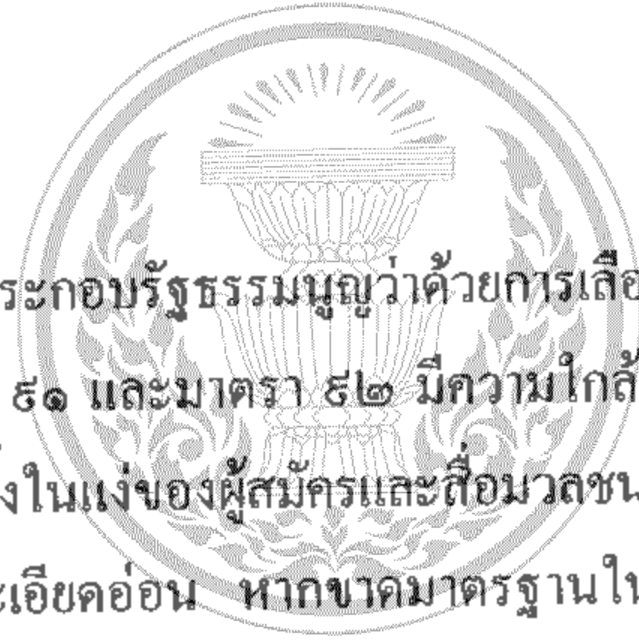 ระกอบรัฐธรรมนูญว่าด้วยการเลือ
๙๑ และมาตรา ๙๒ มีความใกล้
งในแง่ของผู้สมัครและสื่อมวลชน
ะเอียดอ่อน หากขาดมาตรฐานใน